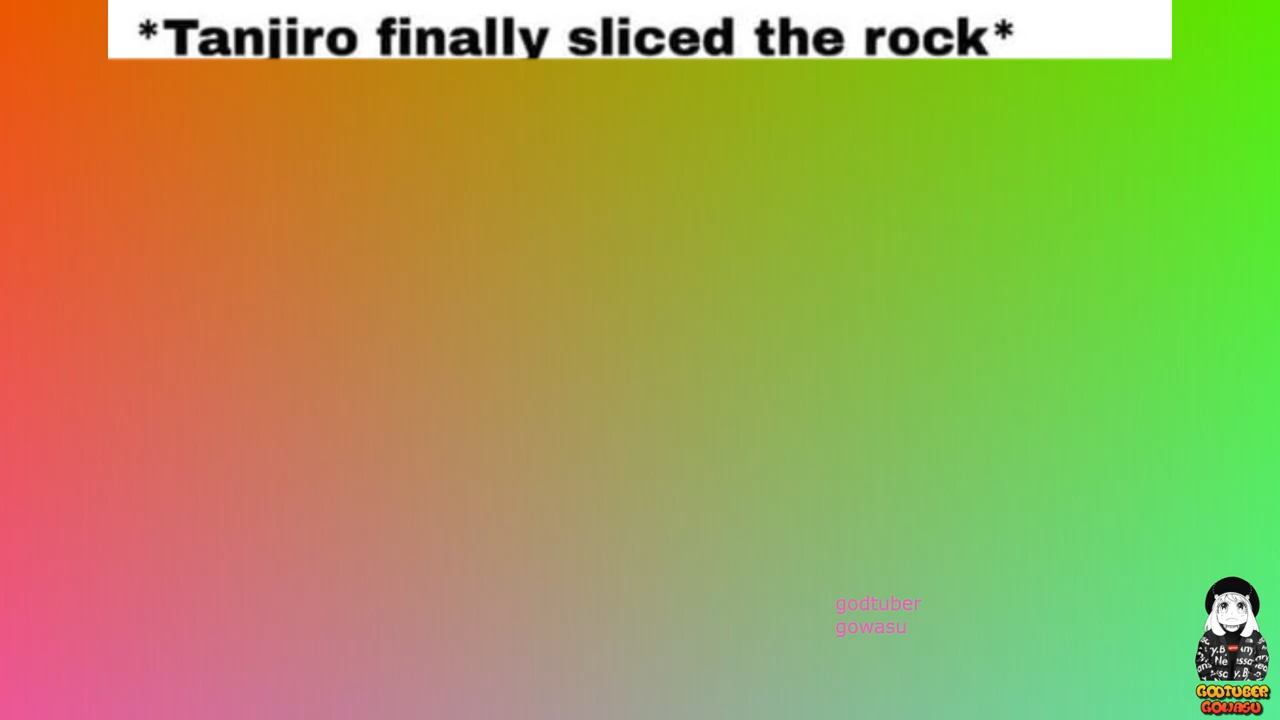 *Tanjiro finally sliced the rock*
godtuber
gowasu
GODTUBER
GOWASU